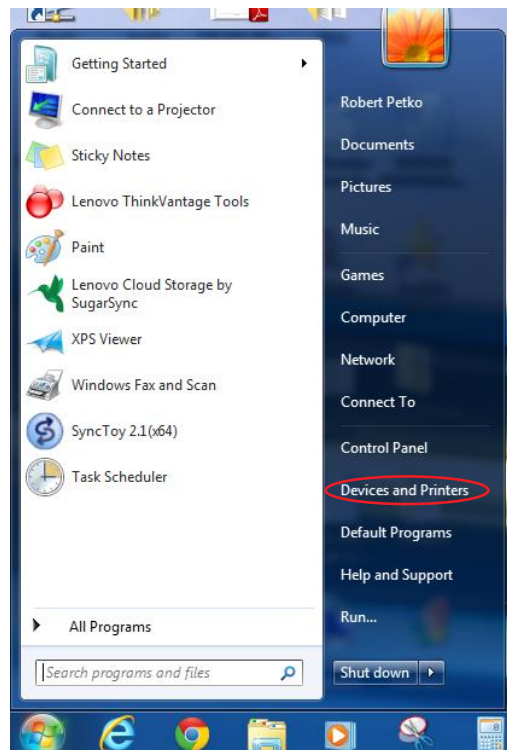 Getting Started
Connect to a Projector
Sticky Notes
Lenovo ThinkVantage Tools
Paint
Lenovo Cloud Storage by
SugarSync
XPS Viewer
Windows Fax and Scan
SyncToy 2.1(x64)
Task Scheduler
All Programs
Search programs and files
Robert Petko
Documents
Pictures
Music
Games
Computer
Network
Connect To
Control Panel
Devices and Printers
Default Programs
Help and Support
Run...
Shut down